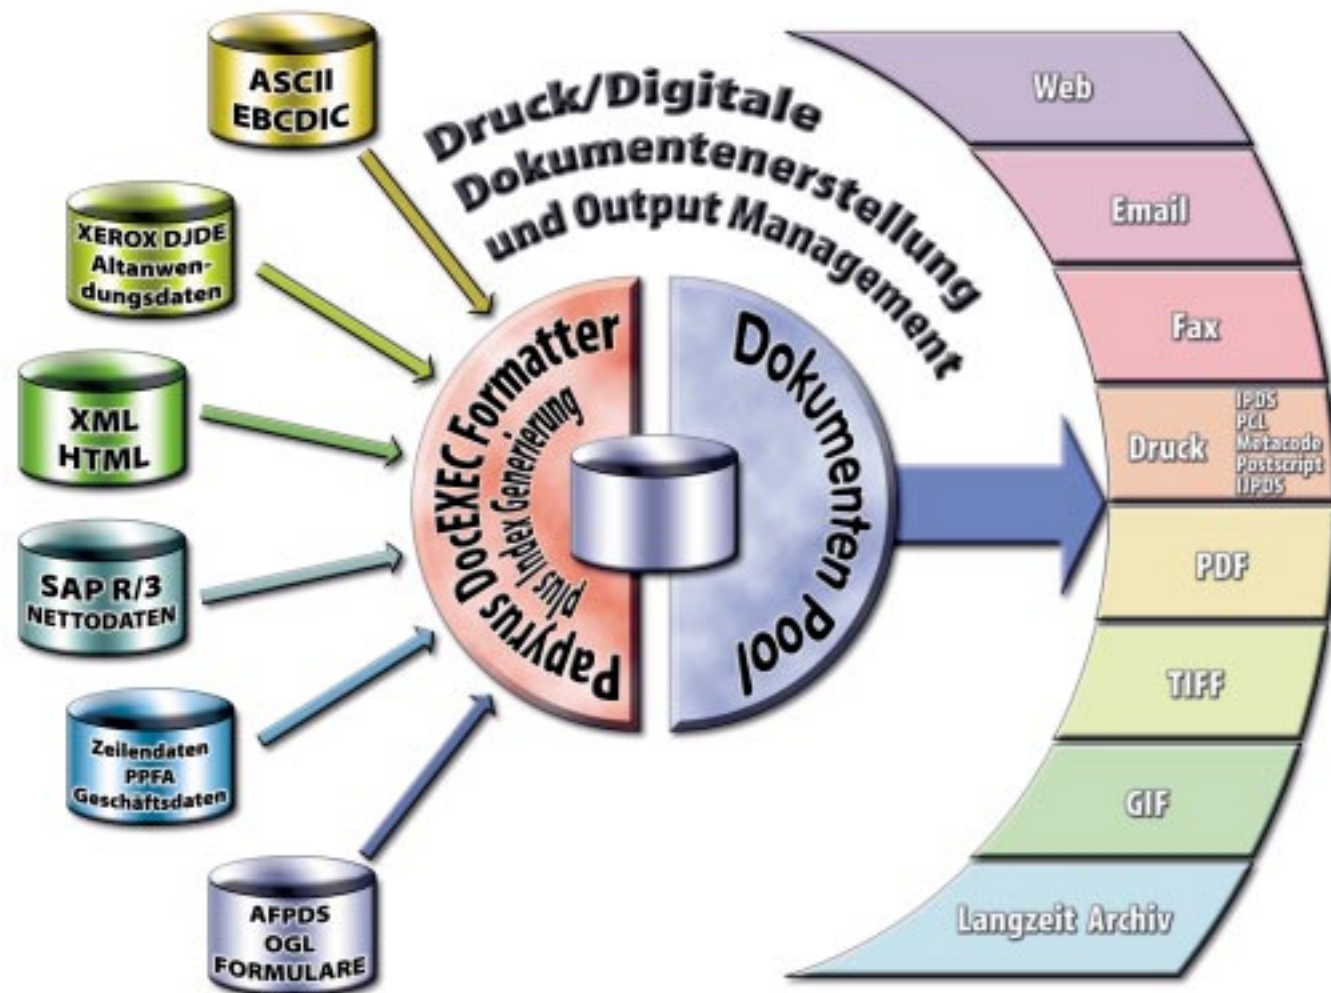 ASCII
EBCDIC
XEROX DJDE
Altanwen-
dungsdaten
XML
HTML
SAP R/3
NETTODATEN
Zeilendaten
PPFA
Geschäftsdaten
AFPDS
OGL
FORMULARE
Druck/Digitale
Dokumentenerstellung
und Output Management
Papyrus DocEXEC Formatter
plus Index Generierung
Dokumenten Pool
Web
Email
Fax
Druck
IPDS
PCL
Metacode
Postscript
IJPDS
PDF
TIFF
GIF
Langzeit Archiv